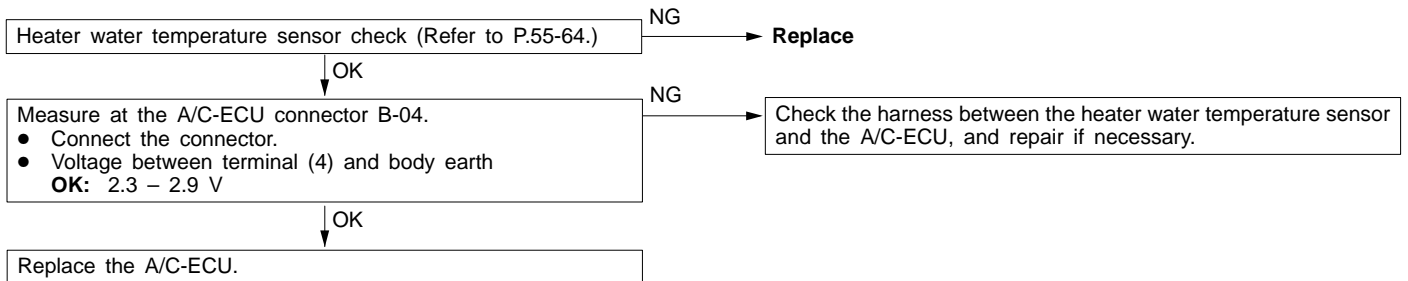 NG
Heater water temperature sensor check (Refer to P.55-64.)
Replace
OK
NG
Measure at the A/C-ECU connector B-04.
● Connect the connector.
● Voltage between terminal (4) and body earth
OK: 2.3 – 2.9 V
Check the harness between the heater water temperature sensor
and the A/C-ECU, and repair if necessary.
OK
Replace the A/C-ECU.